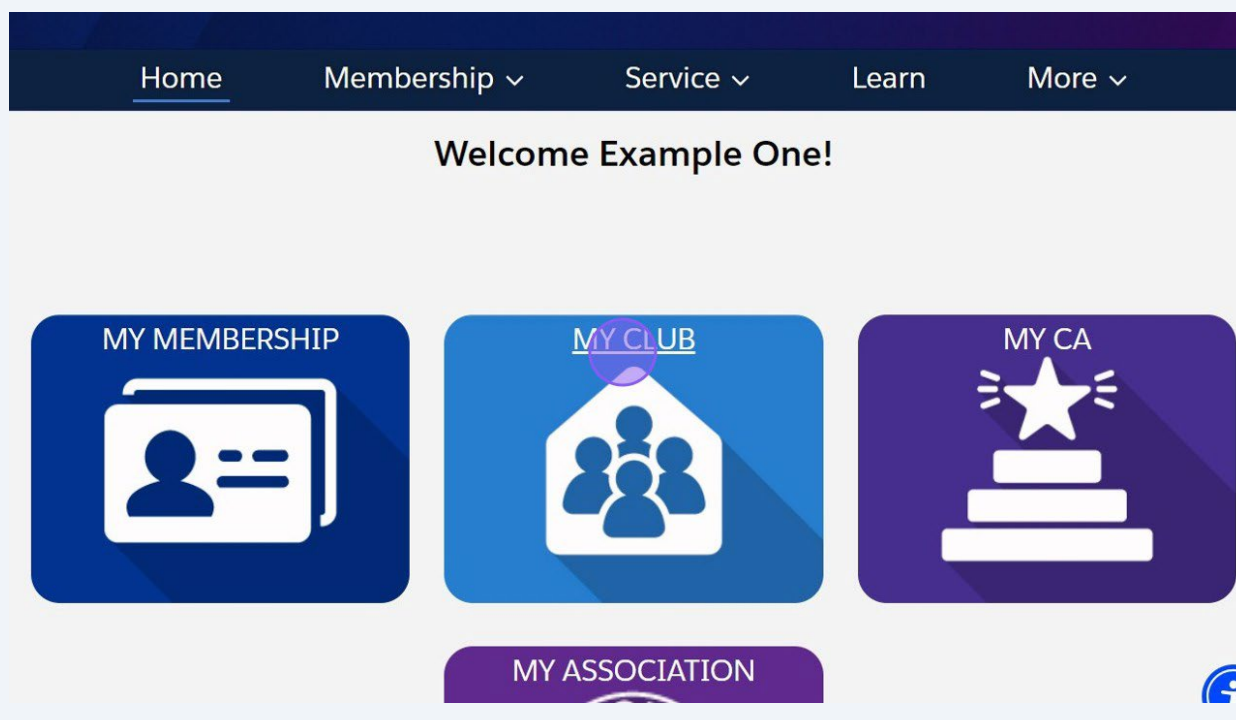 Home Membership Service Learn More
Welcome Example One!
MY MEMBERSHIP
MY CLUB
MY CA
MY ASSOCIATION